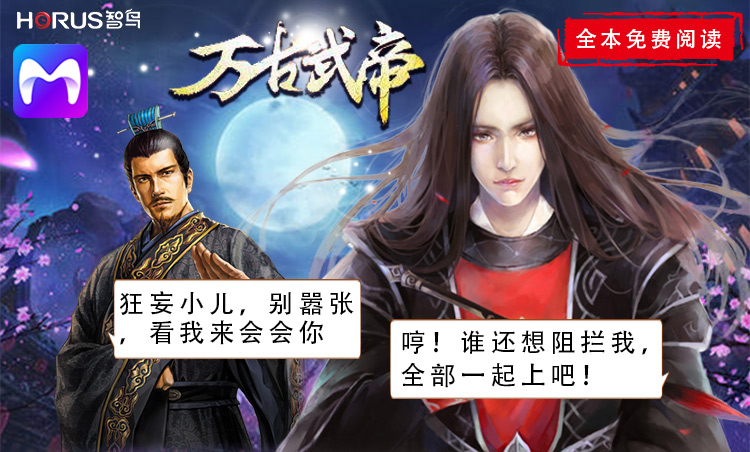 HORUS智鸟
万古武帝
全本免费阅读
狂妄小儿，别嚣张
，看我来会会你
哼！谁还想阻拦我，
全部一起上吧！